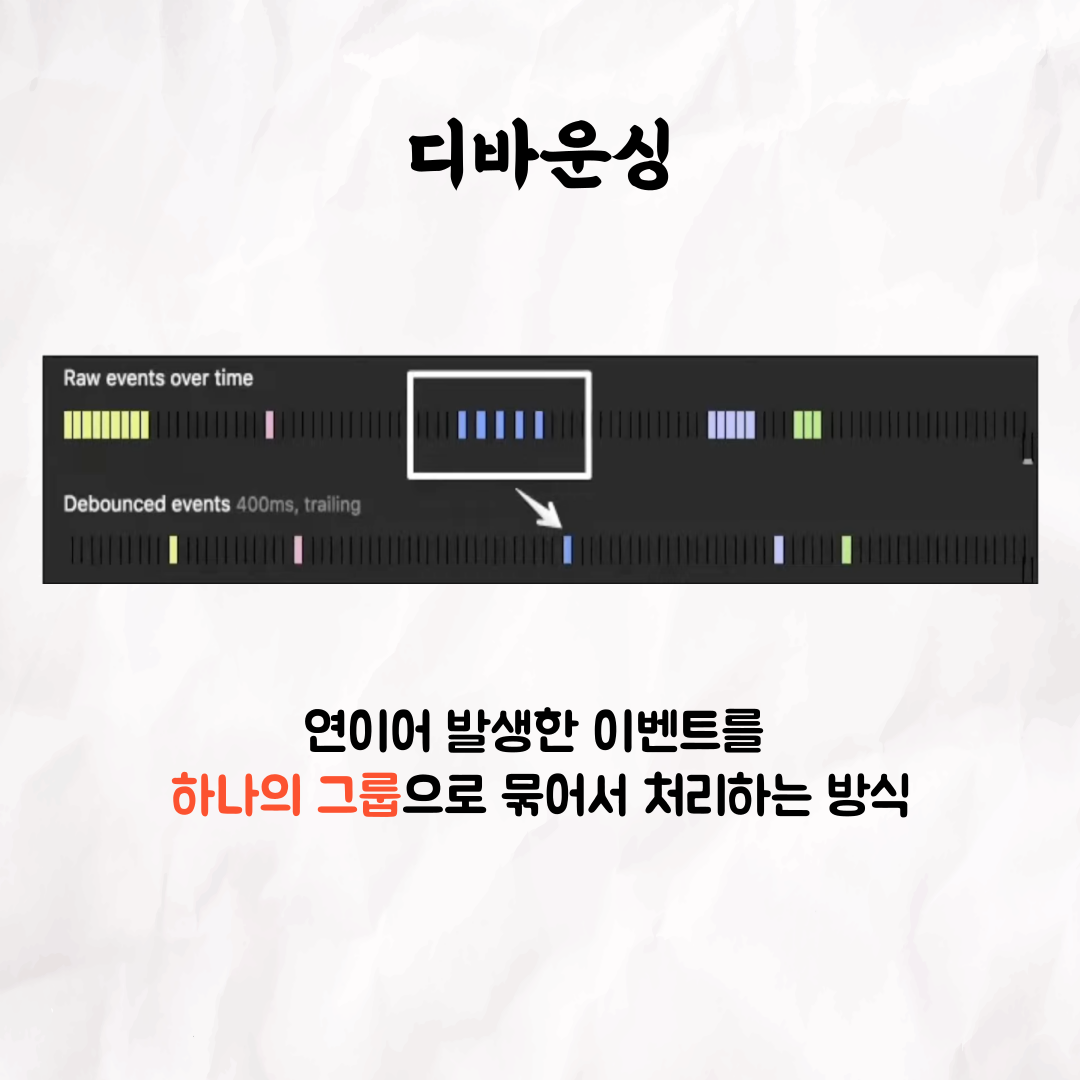 디바운싱
Raw events over time
Debounced events 400ms, trailing
연이어 발생한 이벤트를
하나의 그룹으로 묶어서 처리하는 방식